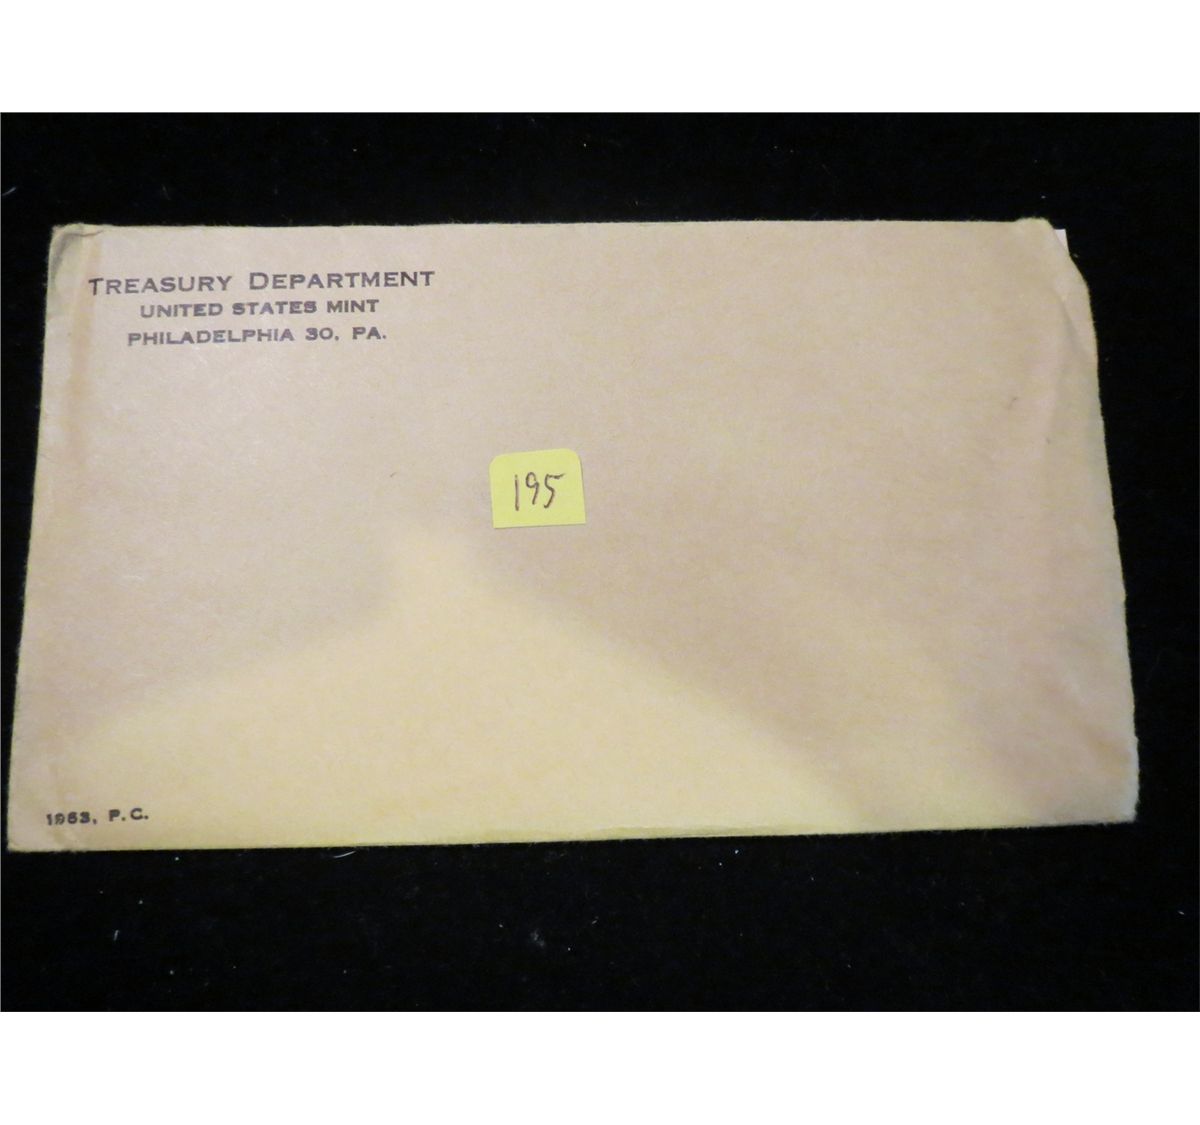 TREASURY DEPARTMENT
UNITED STATES MINT
PHILADELPHIA 30, PA.
195
1963, P.C.